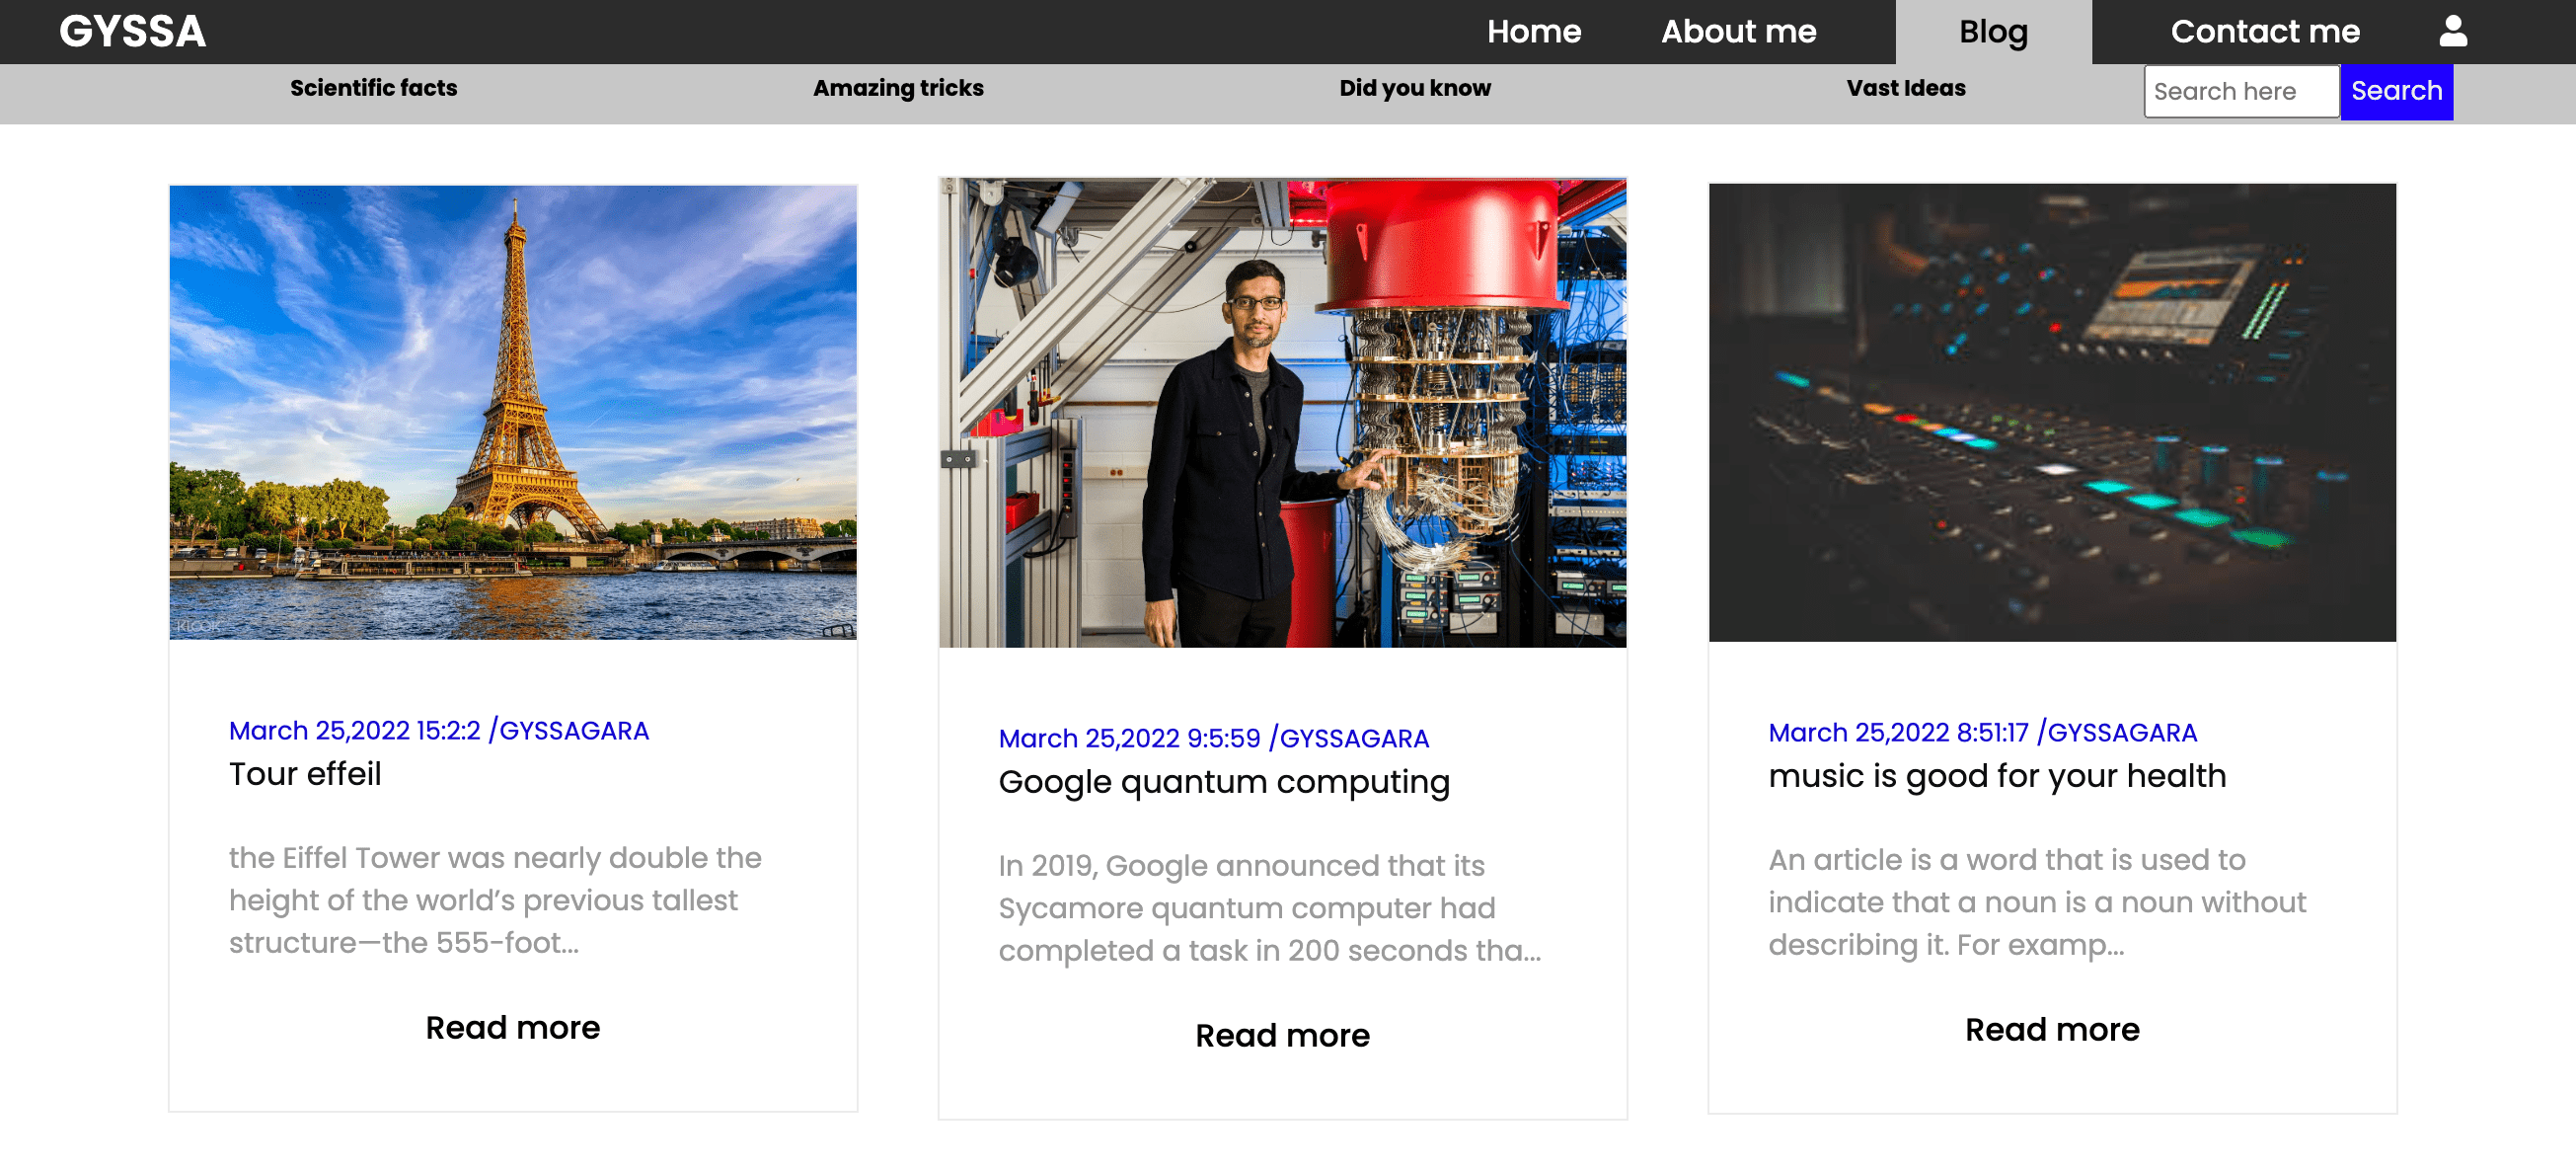 GYSSA
Home
About me
Blog
Contact me
Scientific facts
Amazing tricks
Did you know
Vast Ideas
Search here
Search
KLOOK
March 25,2022 15:2:2 /GYSSAGARA
Tour effeil
the Eiffel Tower was nearly double the
height of the world’s previous tallest
structure—the 555-foot...
Read more
March 25,2022 9:5:59 /GYSSAGARA
Google quantum computing
In 2019, Google announced that its
Sycamore quantum computer had
completed a task in 200 seconds tha...
Read more
March 25,2022 8:51:17 /GYSSAGARA
music is good for your health
An article is a word that is used to
indicate that a noun is a noun without
describing it. For examp...
Read more